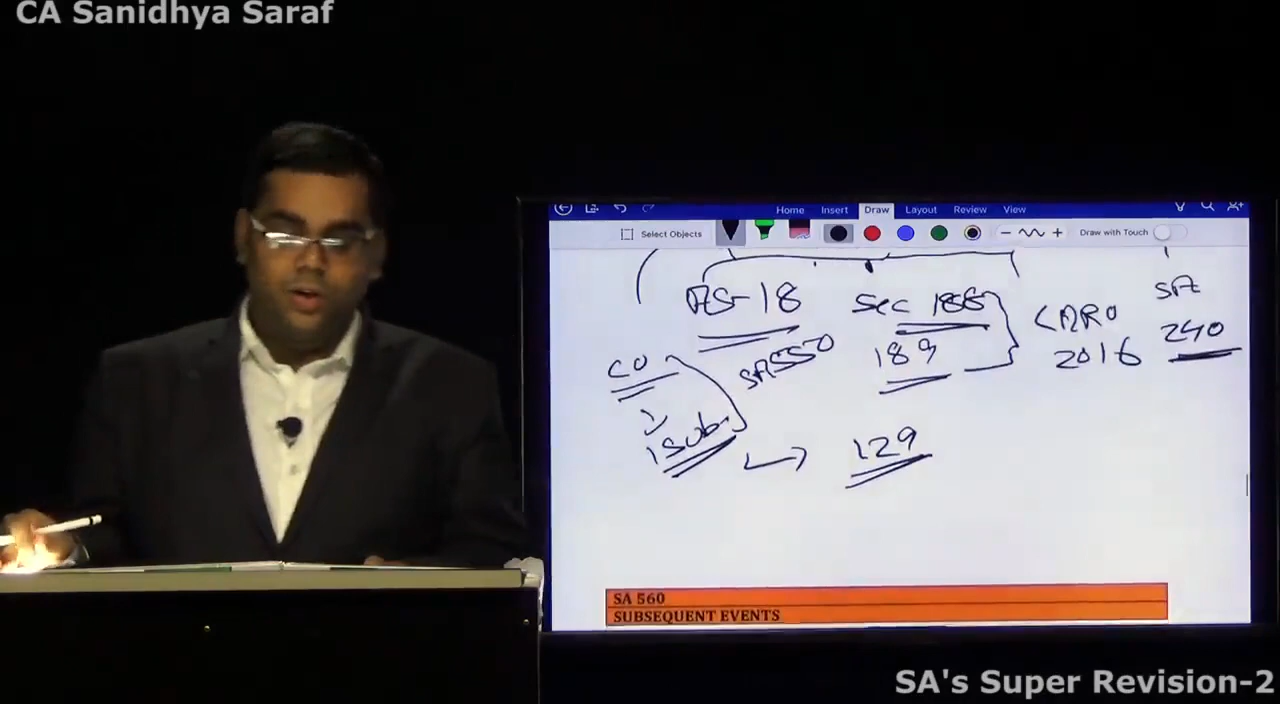 CA Sanidhya Saraf
Home Insert Draw Layout Review View
Select Objects
Draw with Touch
AS-18 Sec 188 CARO SA
189 2016 240
CO SA550
1 Sub. 129
SA 560
SUBSEQUENT EVENTS
SA's Super Revision-2